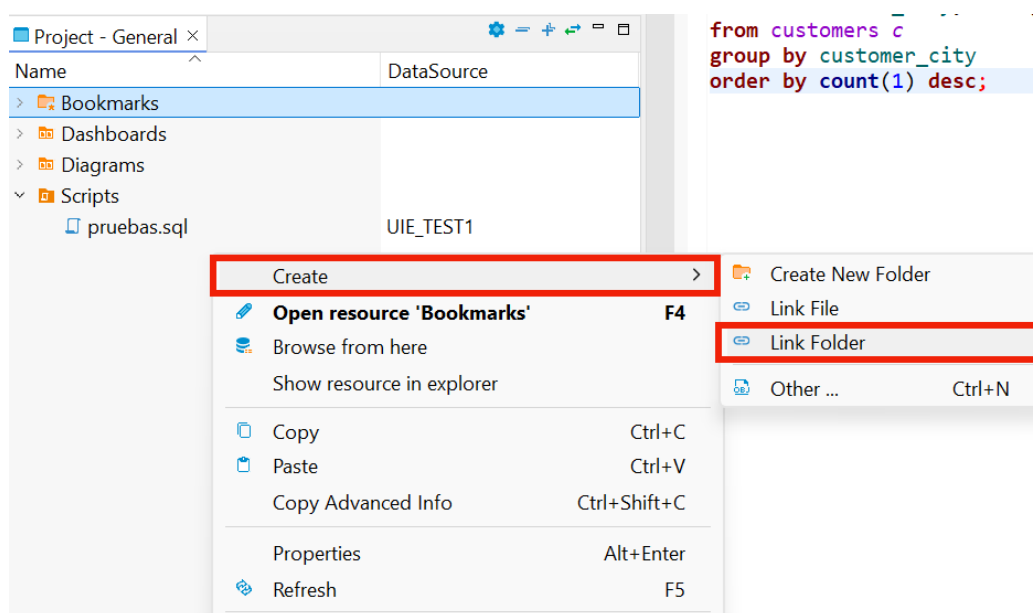 Project - General ×
Name DataSource
Bookmarks
Dashboards
Diagrams
Scripts
pruebas.sql UIE_TEST1
from customers c
group by customer_city
order by count(1) desc;
Create
Open resource 'Bookmarks' F4
Browse from here
Show resource in explorer
Copy Ctrl+C
Paste Ctrl+V
Copy Advanced Info Ctrl+Shift+C
Properties Alt+Enter
Refresh F5
Create New Folder
Link File
Link Folder
Other ... Ctrl+N